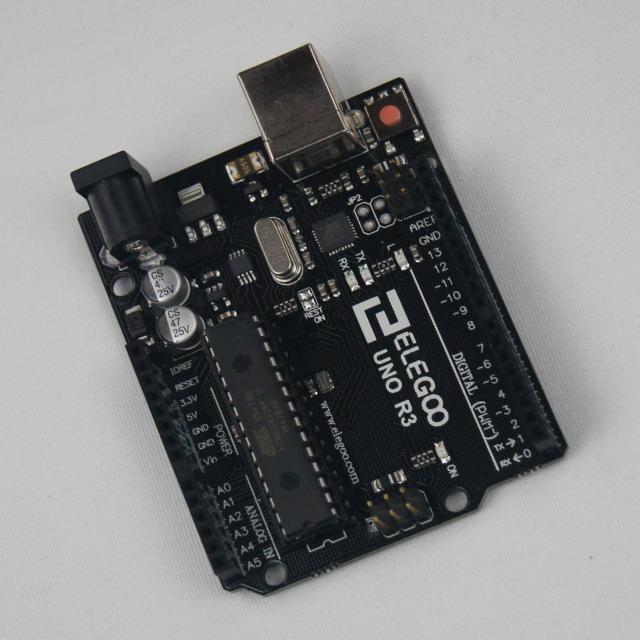 JP2
AREF
GND
13
12
~11
~10
~9
8
7
~6
~5
4
~3
2
TX→1
RX←0
DIGITAL (PWM~)
L
TX
RX
RESET
ON
CS
47
25V
CS
47
25V
ELEGOO
UNO R3
www.elegoo.com
IOREF
RESET
3.3V
5V
GND
GND
Vin
POWER
A0
A1
A2
A3
A4
A5
ANALOG IN
ON